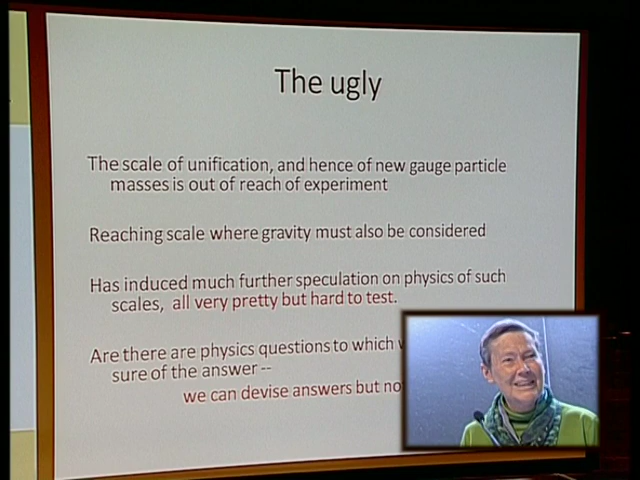 The ugly
The scale of unification, and hence of new gauge particle
masses is out of reach of experiment
Reaching scale where gravity must also be considered
Has induced much further speculation on physics of such
scales, all very pretty but hard to test.
Are there are physics questions to which
sure of the answer --
we can devise answers but